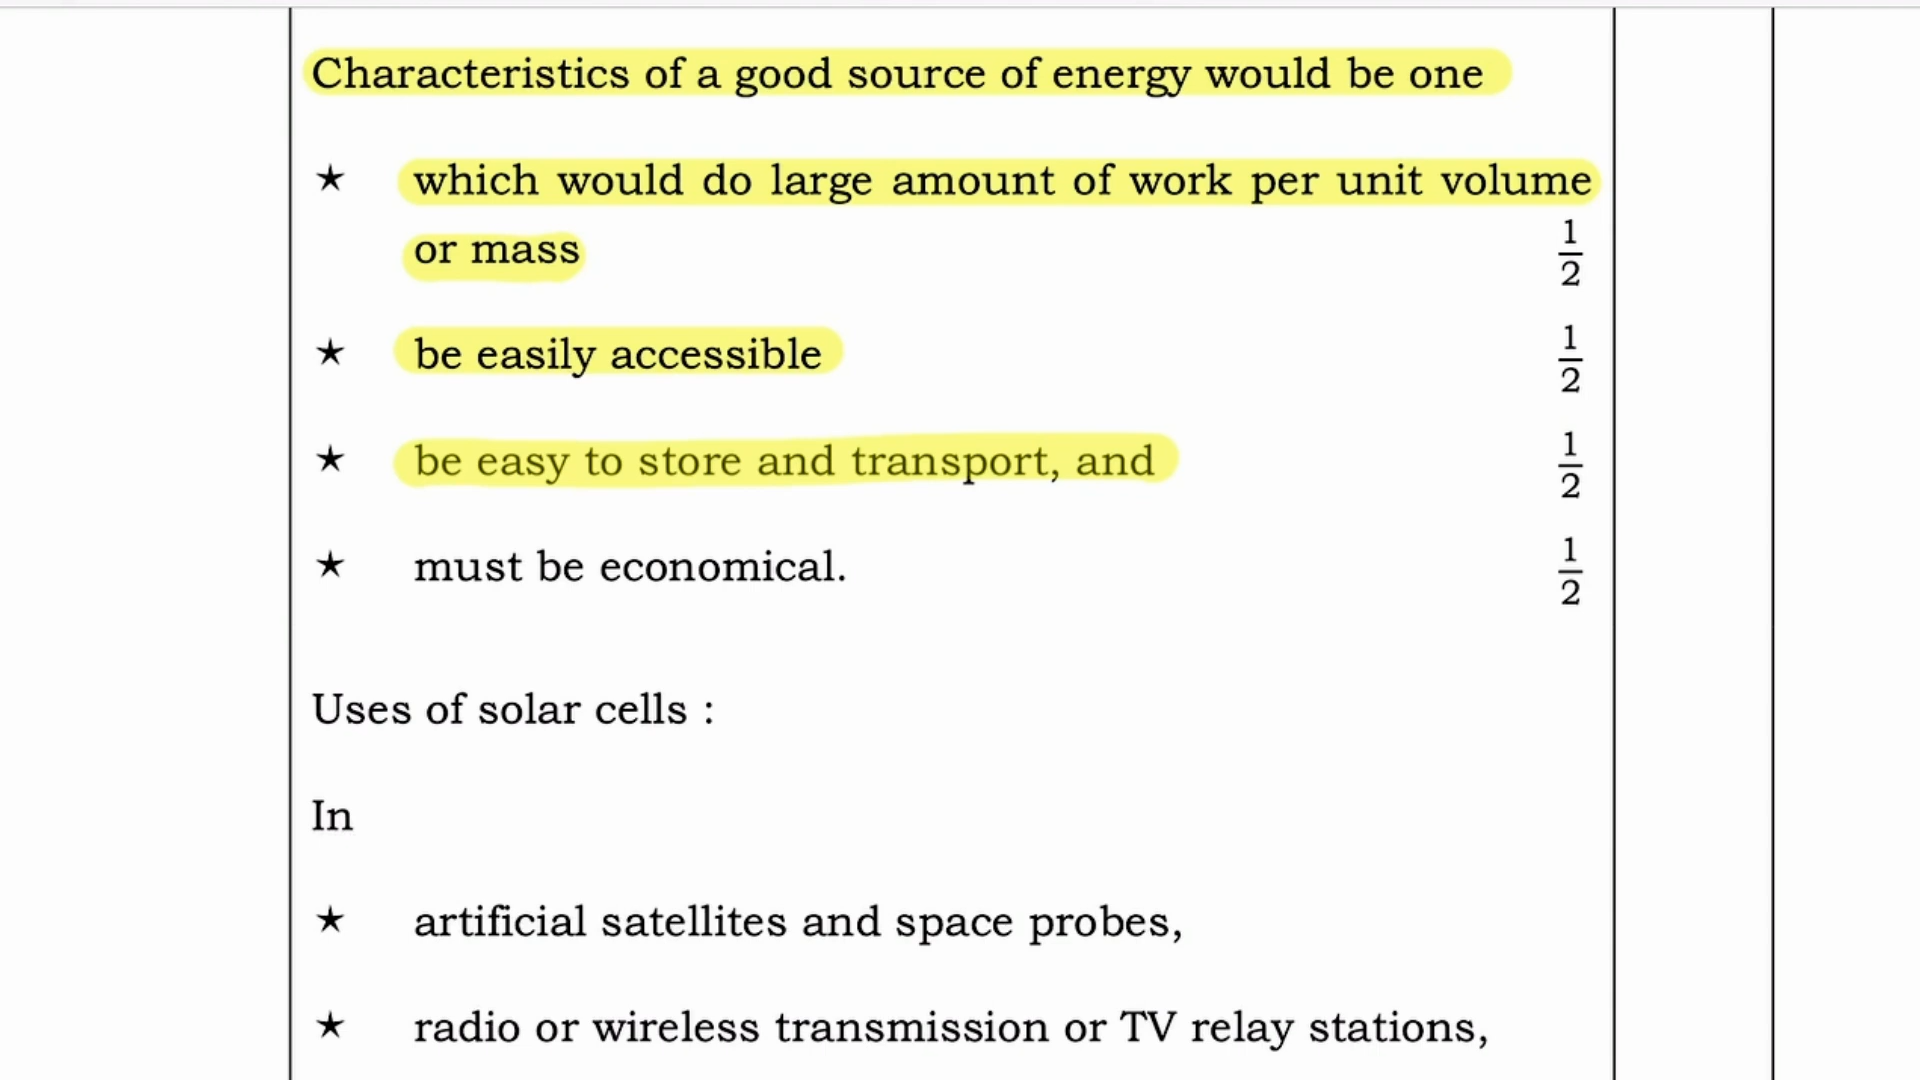 Characteristics of a good source of energy would be one
★ which would do large amount of work per unit volume
or mass 1/2
★ be easily accessible 1/2
★ be easy to store and transport, and 1/2
★ must be economical. 1/2
Uses of solar cells :
In
★ artificial satellites and space probes,
★ radio or wireless transmission or TV relay stations,